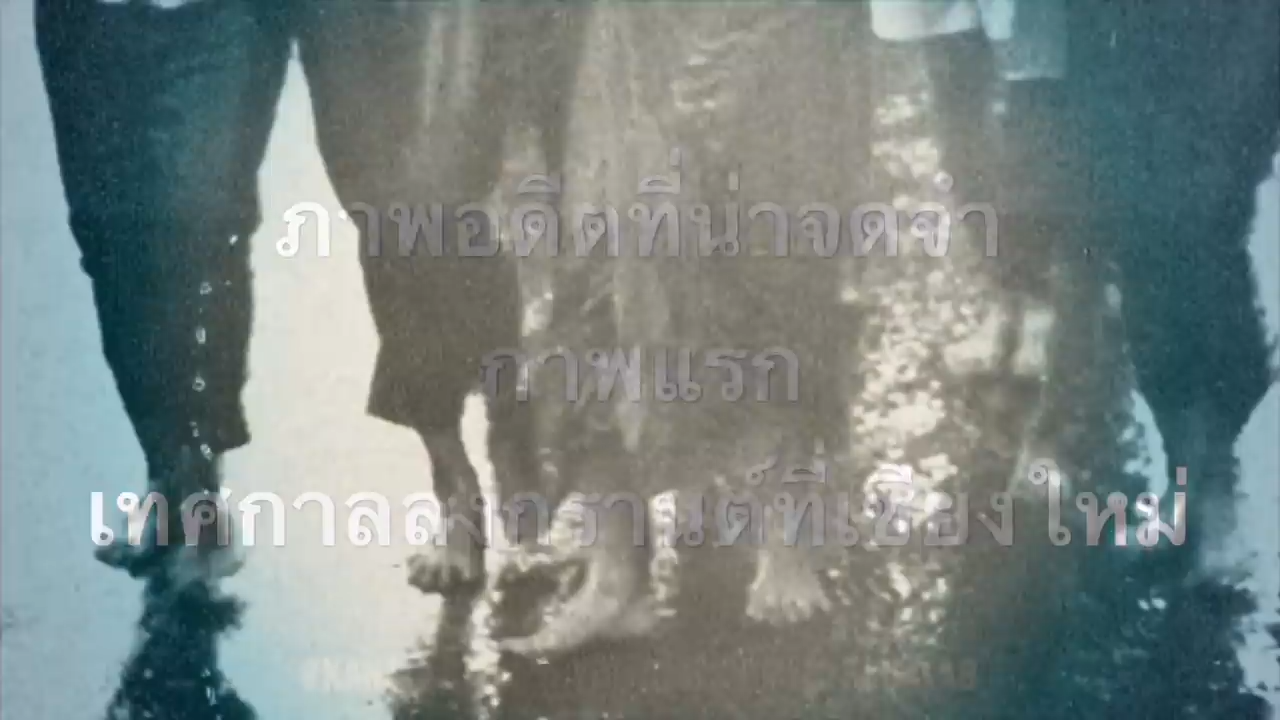 ภาพอดีตที่น่าจดจำ
ภาพแรก
เทศกาลสงกรานต์ที่เชียงใหม่